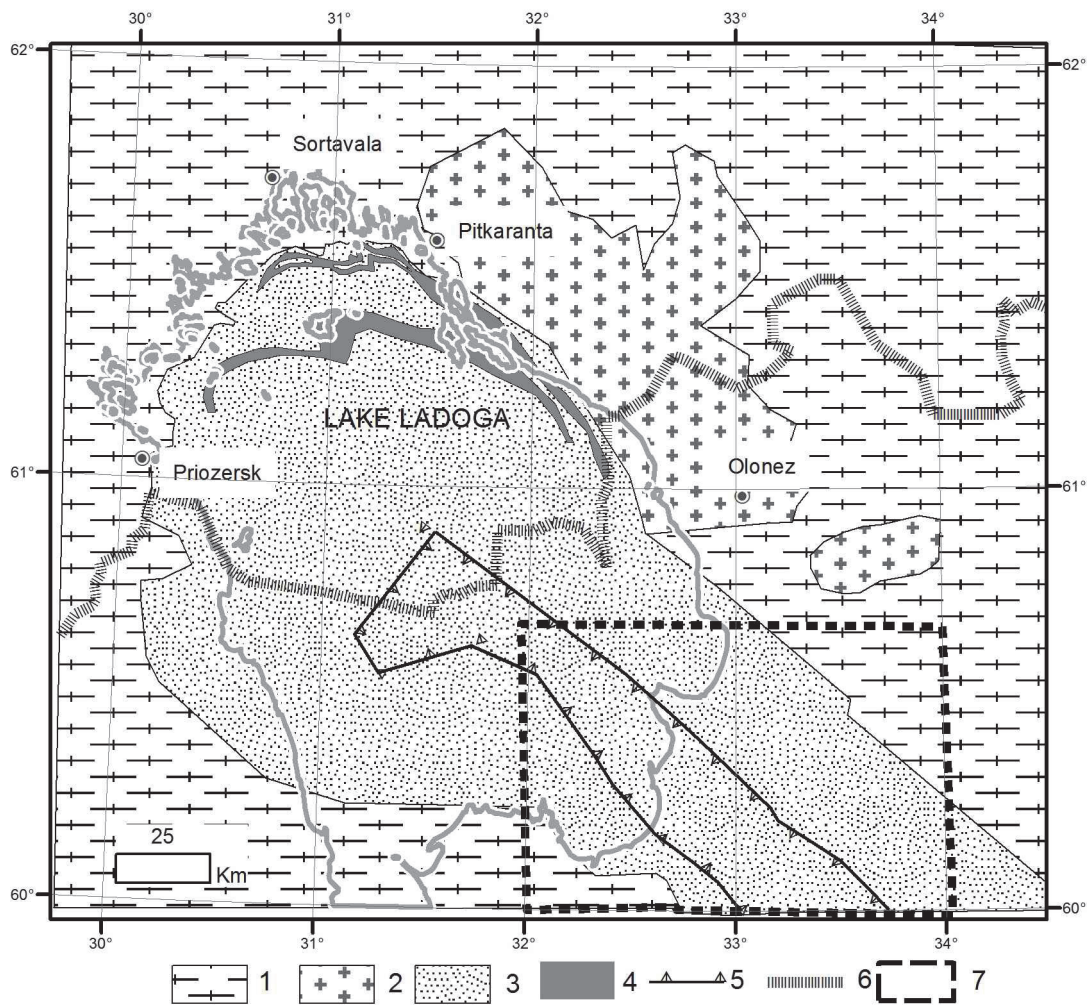 30° 31° 32° 33° 34°
62° 62°
Sortavala
Pitkaranta
LAKE LADOGA
61° 61°
Priozersk
Olonez
25
Km
60° 60°
30° 31° 32° 33° 34°
1 2 3 4 5 6 7